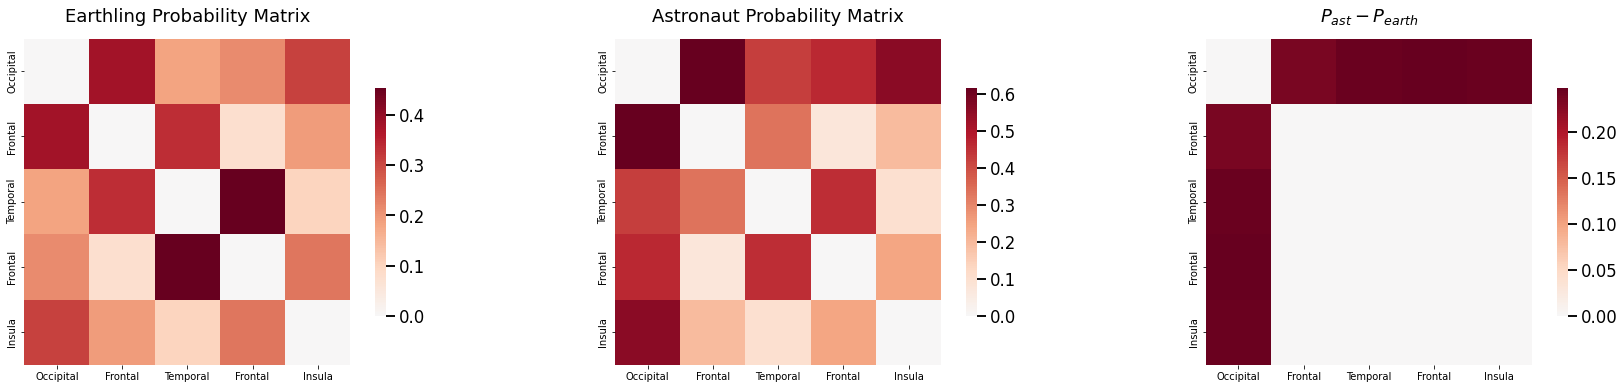 Earthling Probability Matrix
Occipital
Frontal
Temporal
Frontal
Insula
Occipital Frontal Temporal Frontal Insula
0.4
0.3
0.2
0.1
0.0
Astronaut Probability Matrix
Occipital
Frontal
Temporal
Frontal
Insula
Occipital Frontal Temporal Frontal Insula
0.6
0.5
0.4
0.3
0.2
0.1
0.0
P_ast − P_earth
Occipital
Frontal
Temporal
Frontal
Insula
Occipital Frontal Temporal Frontal Insula
0.20
0.15
0.10
0.05
0.00